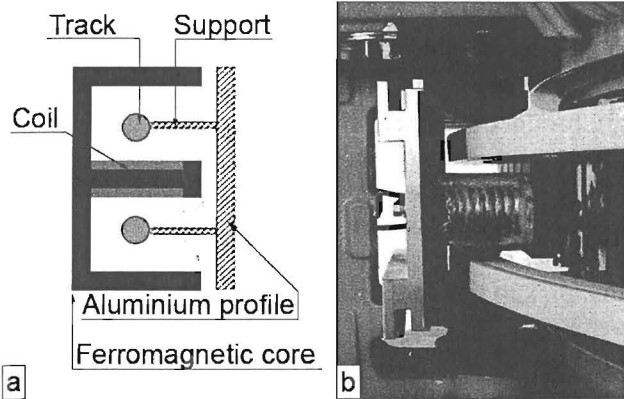 Track
Support
Coil
Aluminium profile
Ferromagnetic core
a
b